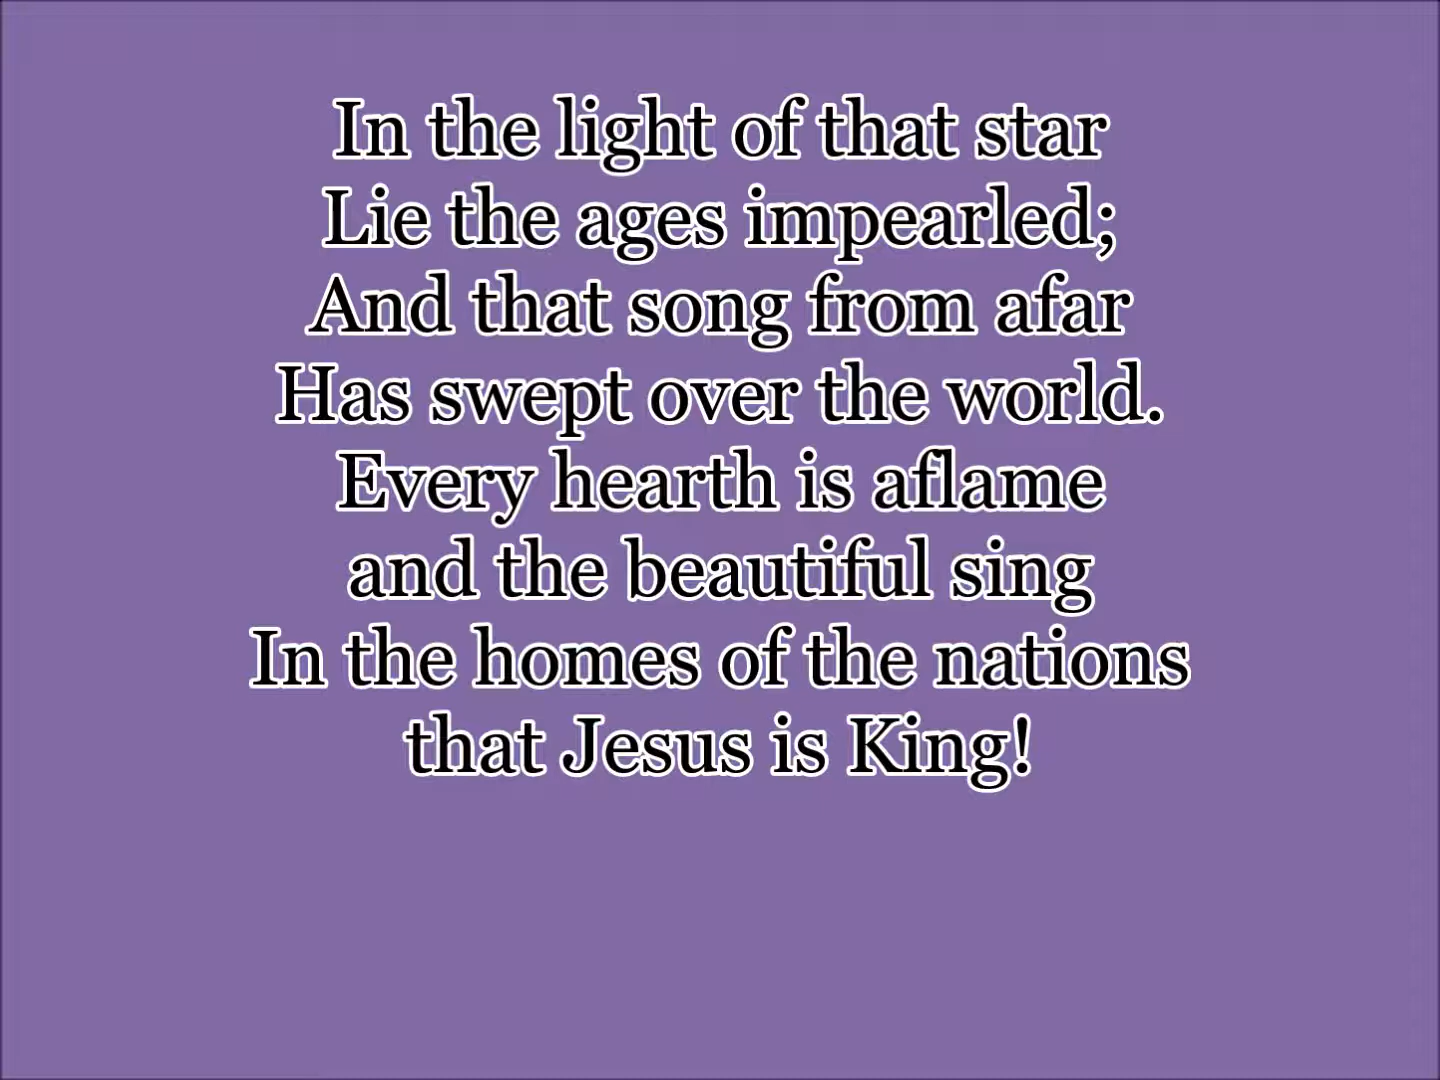 In the light of that star
Lie the ages impearled;
And that song from afar
Has swept over the world.
Every hearth is aflame
and the beautiful sing
In the homes of the nations
that Jesus is King!